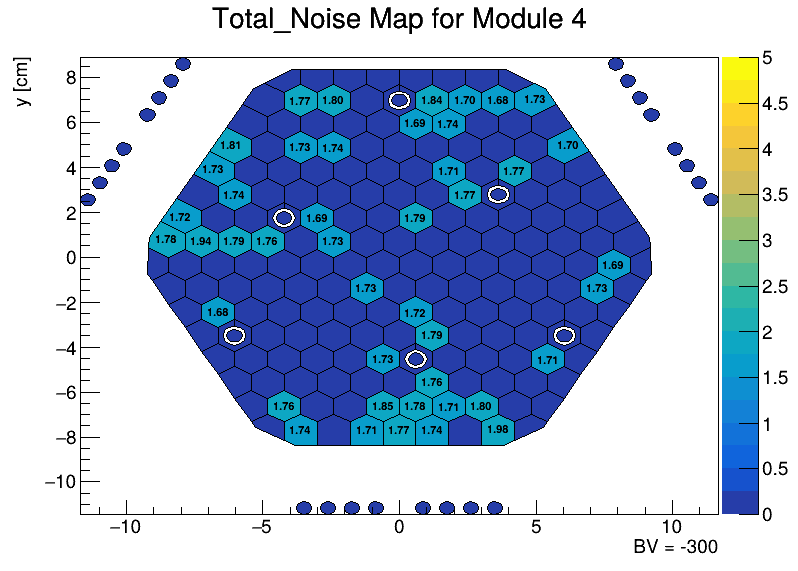 Total_Noise Map for Module 4
y [cm]
8
6
4
2
0
−2
−4
−6
−8
−10
1.77 1.80 1.84 1.70 1.68 1.73
1.69 1.74
1.81 1.73 1.74 1.70
1.73 1.71 1.77
1.74 1.77
1.72 1.69 1.79
1.78 1.94 1.79 1.76 1.73
1.69
1.73 1.73
1.68 1.72
1.79
1.73 1.71
1.76
1.76 1.85 1.78 1.71 1.80
1.74 1.71 1.77 1.74 1.98
−10 −5 0 5 10
BV = -300
5
4.5
4
3.5
3
2.5
2
1.5
1
0.5
0